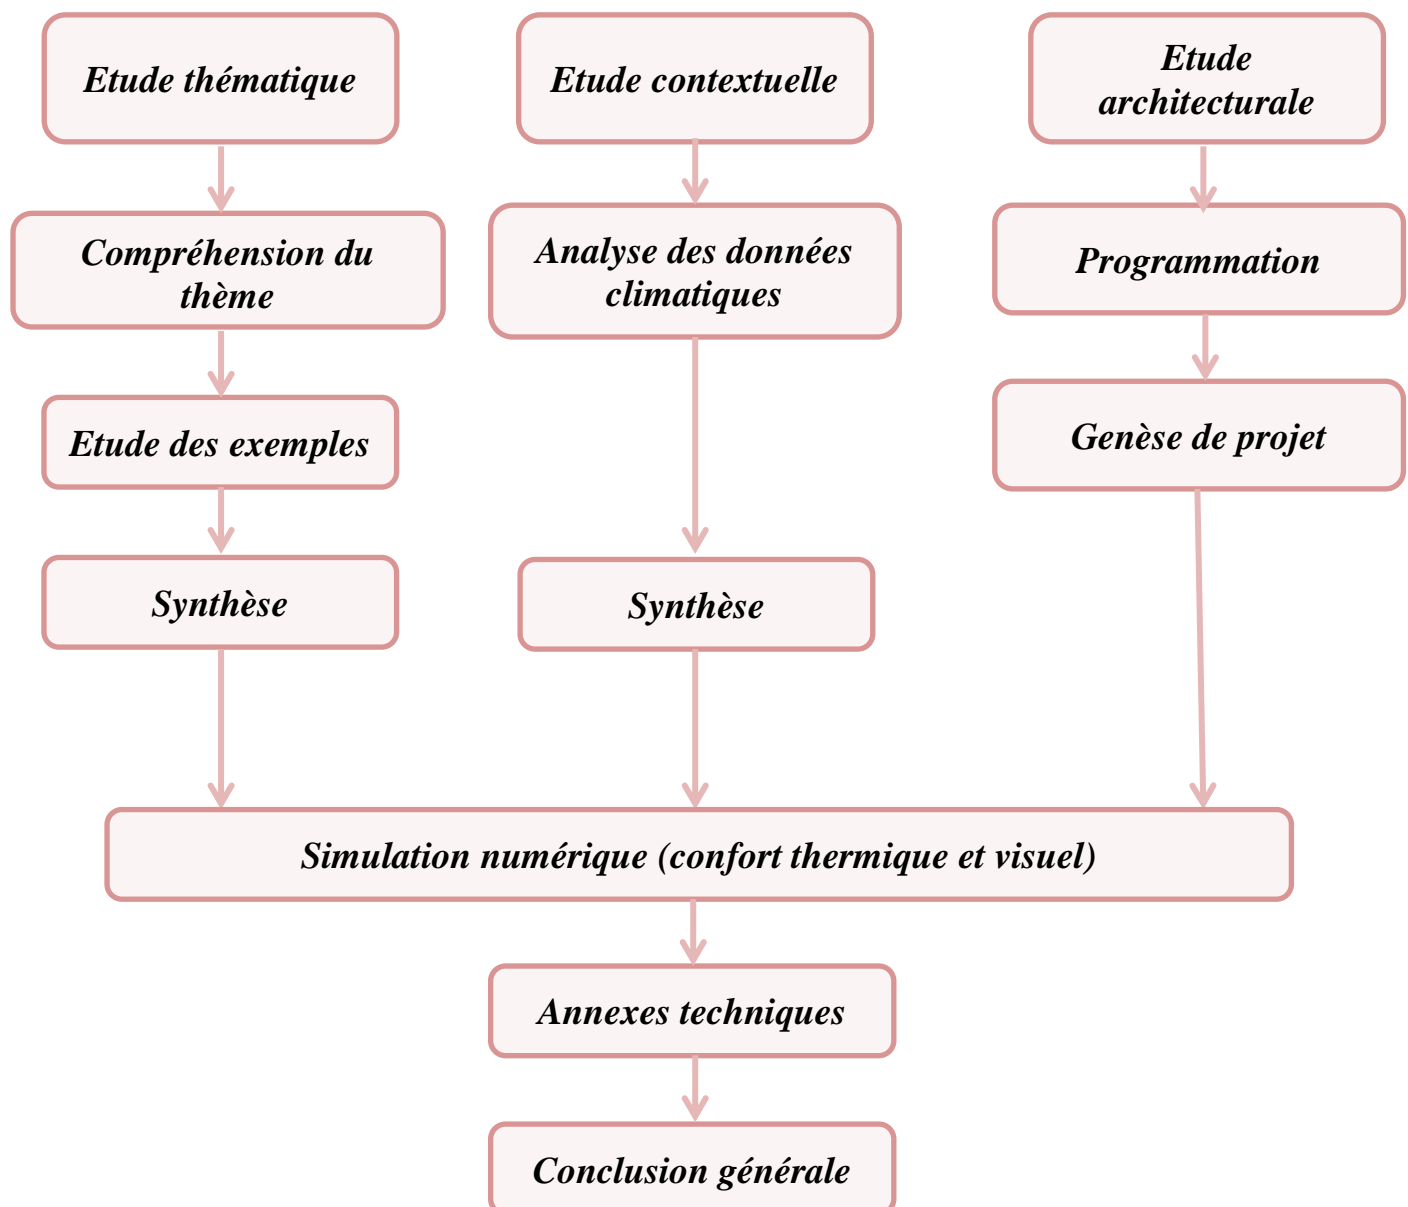 Etude thématique
Etude contextuelle
Etude
architecturale
Compréhension du
thème
Analyse des données
climatiques
Programmation
Etude des exemples
Genèse de projet
Synthèse
Synthèse
Simulation numérique (confort thermique et visuel)
Annexes techniques
Conclusion générale